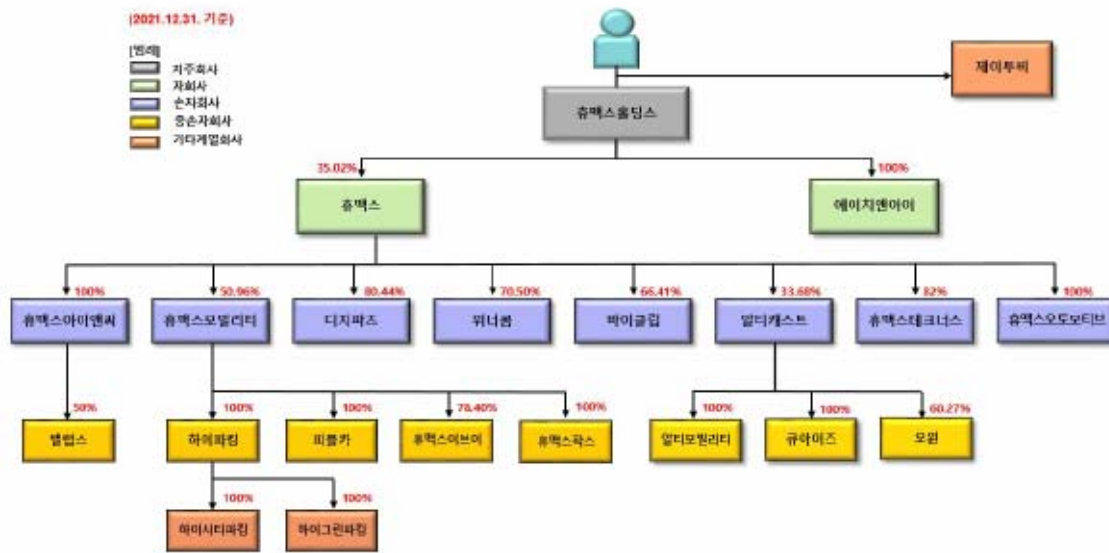 (2021.12.31. 기준)
[범례]
지주회사
자회사
손자회사
증손자회사
기타계열회사
제이투씨
휴맥스홀딩스
35.02%
100%
휴맥스
에이치앤아이
100%
50.96%
80.44%
70.50%
66.41%
33.68%
82%
100%
휴맥스아이앤씨
휴맥스모빌리티
디지파츠
위너콤
바이클립
알티캐스트
휴맥스테크너스
휴맥스오토모티브
50%
100%
100%
78.40%
100%
100%
100%
60.27%
밸럽스
하이파킹
피플카
휴맥스이브이
휴맥스팍스
알티모빌리티
큐아이즈
모윈
100%
100%
하이시티파킹
하이그린파킹